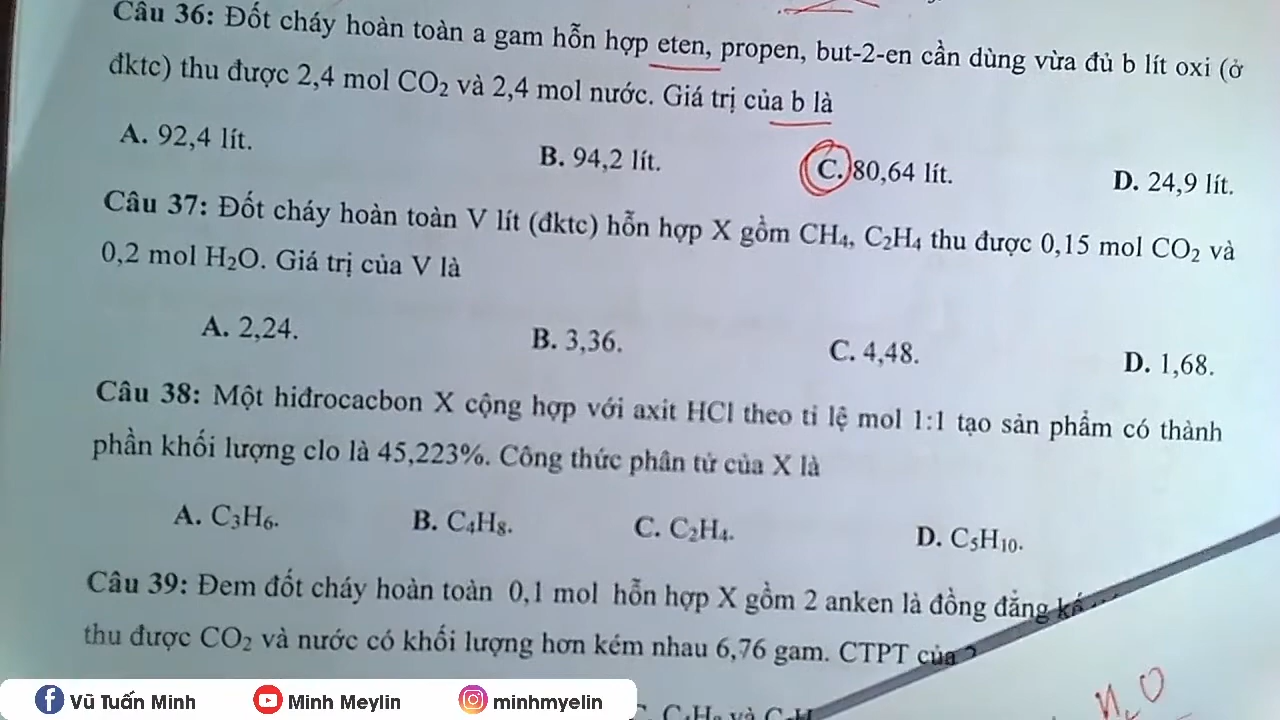 Câu 36: Đốt cháy hoàn toàn a gam hỗn hợp eten, propen, but-2-en cần dùng vừa đủ b lít oxi (ở
đktc) thu được 2,4 mol CO₂ và 2,4 mol nước. Giá trị của b là
A. 92,4 lít. B. 94,2 lít. C. 80,64 lít. D. 24,9 lít.
Câu 37: Đốt cháy hoàn toàn V lít (đktc) hỗn hợp X gồm CH₄, C₂H₄ thu được 0,15 mol CO₂ và
0,2 mol H₂O. Giá trị của V là
A. 2,24. B. 3,36. C. 4,48. D. 1,68.
Câu 38: Một hiđrocacbon X cộng hợp với axit HCl theo tỉ lệ mol 1:1 tạo sản phẩm có thành
phần khối lượng clo là 45,223%. Công thức phân tử của X là
A. C₃H₆. B. C₄H₈. C. C₂H₄. D. C₅H₁₀.
Câu 39: Đem đốt cháy hoàn toàn 0,1 mol hỗn hợp X gồm 2 anken là đồng đẳng
thu được CO₂ và nước có khối lượng hơn kém nhau 6,76 gam. CTPT của
và
H₂O
Vũ Tuấn Minh Minh Meylin minhmyelin